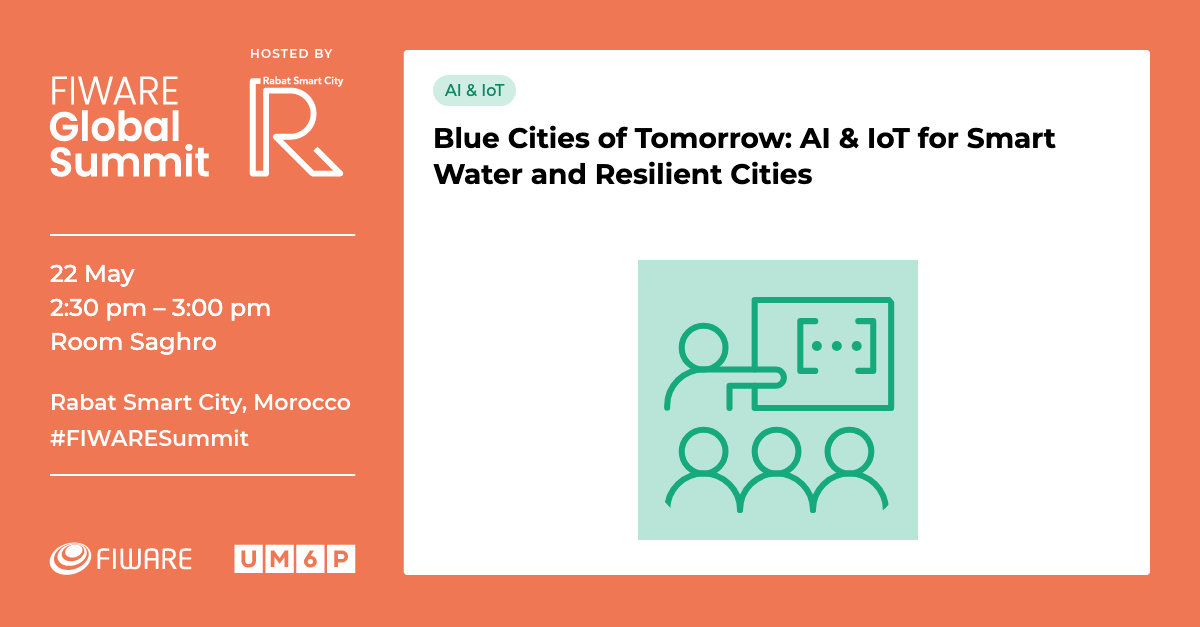 HOSTED BY
FIWARE
Global
Summit
Rabat Smart City
R
22 May
2:30 pm – 3:00 pm
Room Saghro
Rabat Smart City, Morocco
#FIWARESummit
FIWARE
UM6P
AI & IoT
Blue Cities of Tomorrow: AI & IoT for Smart
Water and Resilient Cities
[...]